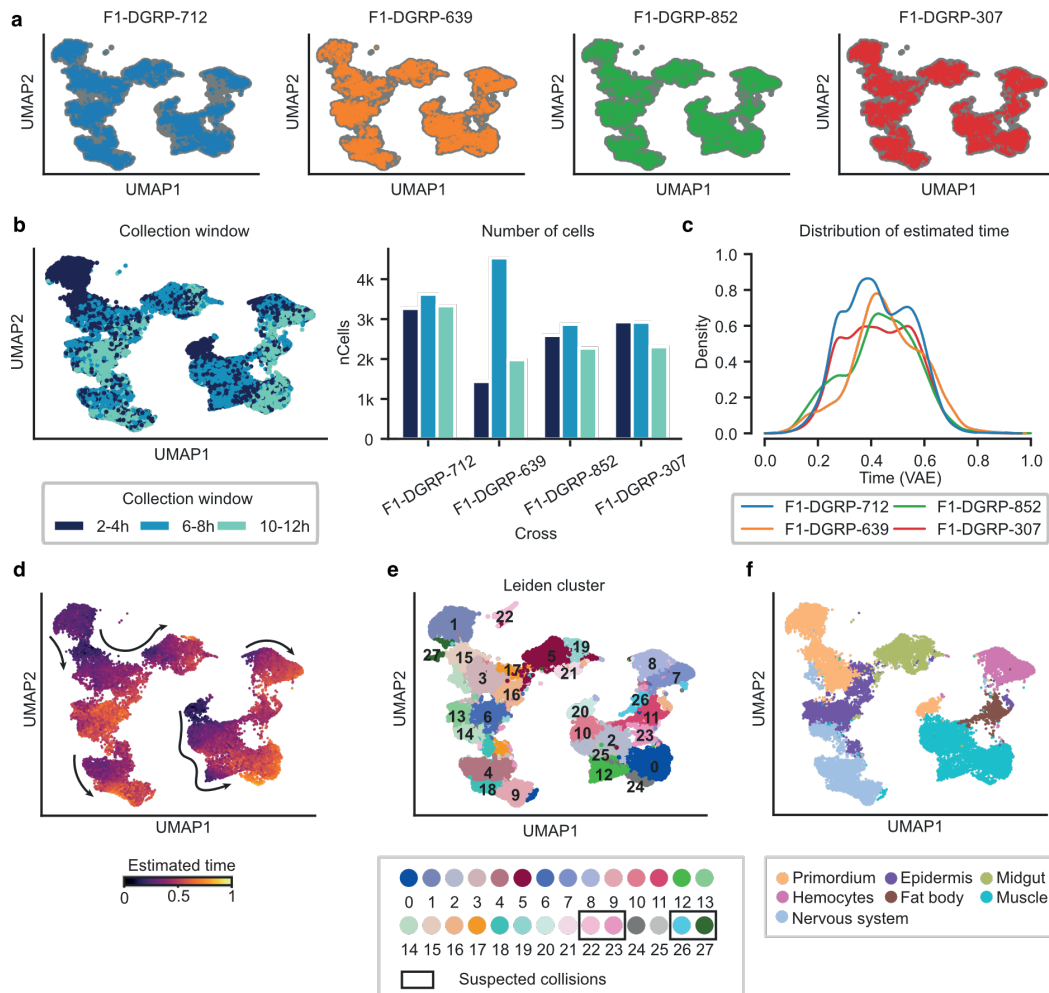 a
F1-DGRP-712
F1-DGRP-639
F1-DGRP-852
F1-DGRP-307
UMAP2
UMAP1
UMAP2
UMAP1
UMAP2
UMAP1
UMAP2
UMAP1
b
Collection window
UMAP2
UMAP1
Collection window
2-4h
6-8h
10-12h
Number of cells
nCells
4k
3k
2k
1k
0
F1-DGRP-712
F1-DGRP-639
F1-DGRP-852
F1-DGRP-307
Cross
c
Distribution of estimated time
Density
1.0
0.8
0.6
0.4
0.2
0.0
0.0 0.2 0.4 0.6 0.8 1.0
Time (VAE)
F1-DGRP-712
F1-DGRP-852
F1-DGRP-639
F1-DGRP-307
d
UMAP2
UMAP1
Estimated time
0 0.5 1
e
Leiden cluster
UMAP2
1
22
27
15
3
17
5
19
21
16
13
6
14
4
18
9
8
7
26
11
20
10
2
23
25
12
0
24
UMAP1
0 1 2 3 4 5 6 7 8 9 10 11 12 13
14 15 16 17 18 19 20 21 22 23 24 25 26 27
Suspected collisions
f
UMAP2
UMAP1
Primordium
Epidermis
Midgut
Hemocytes
Fat body
Muscle
Nervous system